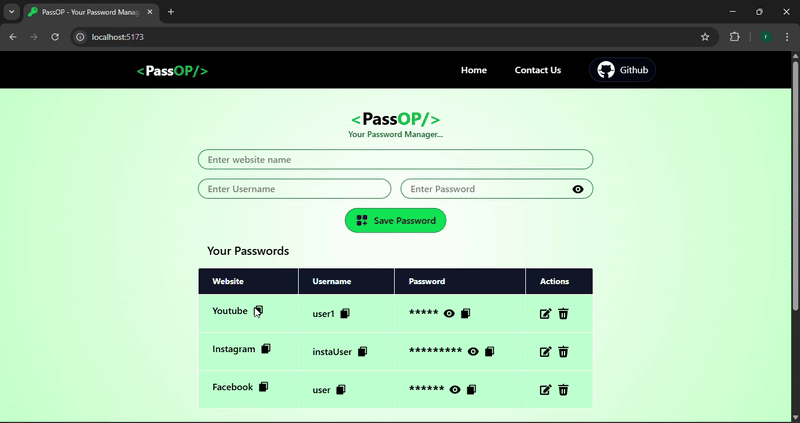 PassOP - Your Password Manag
localhost:5173
<PassOP/>
Home
Contact Us
Github
<PassOP/>
Your Password Manager...
Enter website name
Enter Username
Enter Password
Save Password
Your Passwords
Website Username Password Actions
Youtube user1 *****
Instagram instaUser *********
Facebook user ******